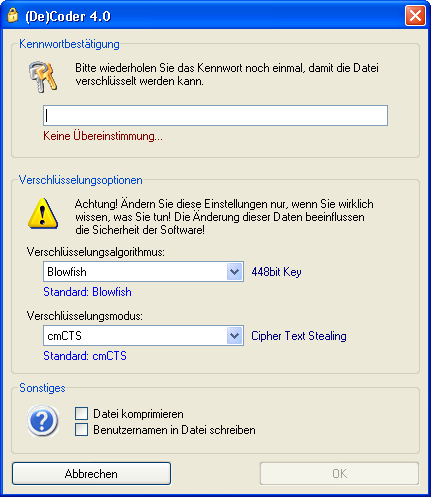 (De)Coder 4.0
Kennwortbestätigung
Bitte wiederholen Sie das Kennwort noch einmal, damit die Datei
verschlüsselt werden kann.
Keine Übereinstimmung...
Verschlüsselungsoptionen
Achtung! Ändern Sie diese Einstellungen nur, wenn Sie wirklich
wissen, was Sie tun! Die Änderung dieser Daten beeinflussen
die Sicherheit der Software!
Verschlüsselungsalgorithmus:
Blowfish 448bit Key
Standard: Blowfish
Verschlüsselungsmodus:
cmCTS Cipher Text Stealing
Standard: cmCTS
Sonstiges
Datei komprimieren
Benutzernamen in Datei schreiben
Abbrechen OK